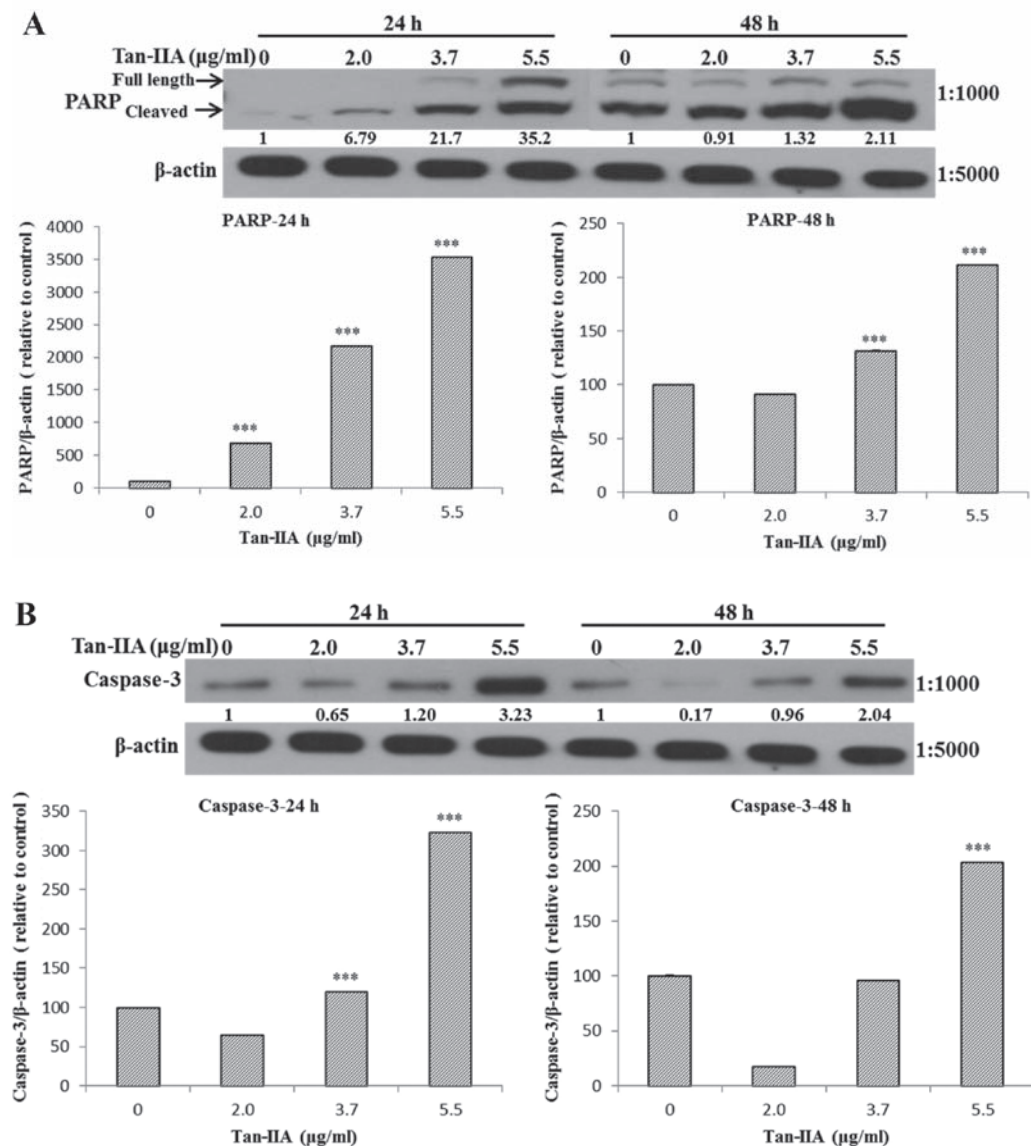 A
24 h
48 h
Tan-IIA (µg/ml) 0 2.0 3.7 5.5 0 2.0 3.7 5.5
Full length
PARP
Cleaved
1:1000
1 6.79 21.7 35.2 1 0.91 1.32 2.11
β-actin
1:5000
PARP-24 h
PARP/β-actin ( relative to control )
4000
3500
3000
2500
2000
1500
1000
500
0
***
***
***
0 2.0 3.7 5.5
Tan-IIA (µg/ml)
PARP-48 h
PARP/β-actin ( relative to control )
250
200
150
100
50
0
***
***
0 2.0 3.7 5.5
Tan-IIA (µg/ml)
B
24 h
48 h
Tan-IIA (µg/ml) 0 2.0 3.7 5.5 0 2.0 3.7 5.5
Caspase-3
1:1000
1 0.65 1.20 3.23 1 0.17 0.96 2.04
β-actin
1:5000
Caspase-3-24 h
Caspase-3/β-actin ( relative to control )
350
300
250
200
150
100
50
0
***
***
0 2.0 3.7 5.5
Tan-IIA (µg/ml)
Caspase-3-48 h
Caspase-3/β-actin ( relative to control )
250
200
150
100
50
0
***
0 2.0 3.7 5.5
Tan-IIA (µg/ml)